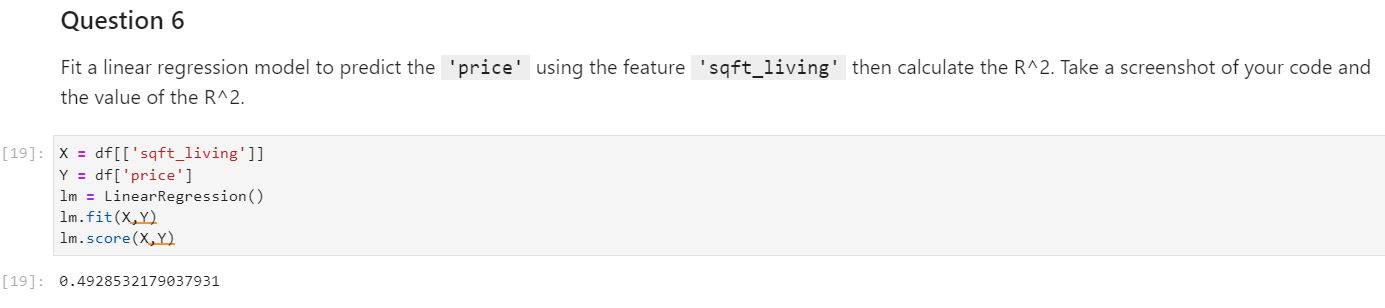 Question 6
Fit a linear regression model to predict the 'price' using the feature 'sqft_living' then calculate the R^2. Take a screenshot of your code and
the value of the R^2.
[19]: X = df[['sqft_living']]
Y = df['price']
lm = LinearRegression()
lm.fit(X,Y)
lm.score(X,Y)
[19]: 0.4928532179037931